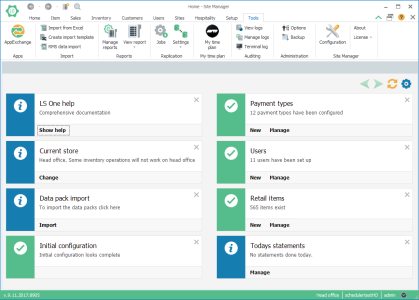 Home - Site Manager
Home Item Sales Inventory Customers Users Sites Hospitality Setup Tools
AppExchange
Import from Excel
Create import template
RMS data import
Manage reports
View report
Jobs
Settings
My time plan
View logs
Manage logs
Terminal log
Options
Backup
Configuration
About
License
Apps Import Reports Replication My time plan Auditing Administration Site Manager
LS One help
Comprehensive documentation
Show help
Payment types
12 payment types have been configured
New Manage
Current store
Head office. Some inventory operations will not work on head office
Change
Users
11 users have been set up
New Manage
Data pack import
To import the data packs click here
Import
Retail items
565 items exist
New Manage
Initial configuration
Initial configuration looks complete
Todays statements
No statements done today.
Manage
Head office
admin